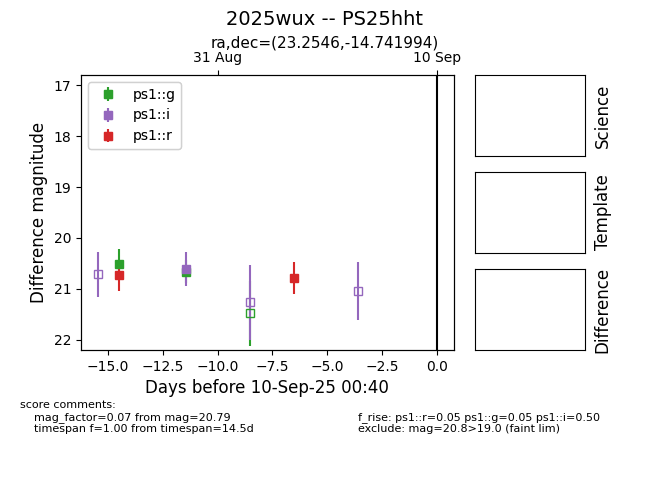 2025wux -- PS25hht
ra,dec=(23.2546,-14.741994)
31 Aug
10 Sep
17
18
19
20
21
22
Difference magnitude
ps1::g
ps1::i
ps1::r
−15.0
−12.5
−10.0
−7.5
−5.0
−2.5
0.0
Days before 10-Sep-25 00:40
Science
Template
Difference
score comments:
mag_factor=0.07 from mag=20.79
timespan f=1.00 from timespan=14.5d
f_rise: ps1::r=0.05 ps1::g=0.05 ps1::i=0.50
exclude: mag=20.8>19.0 (faint lim)